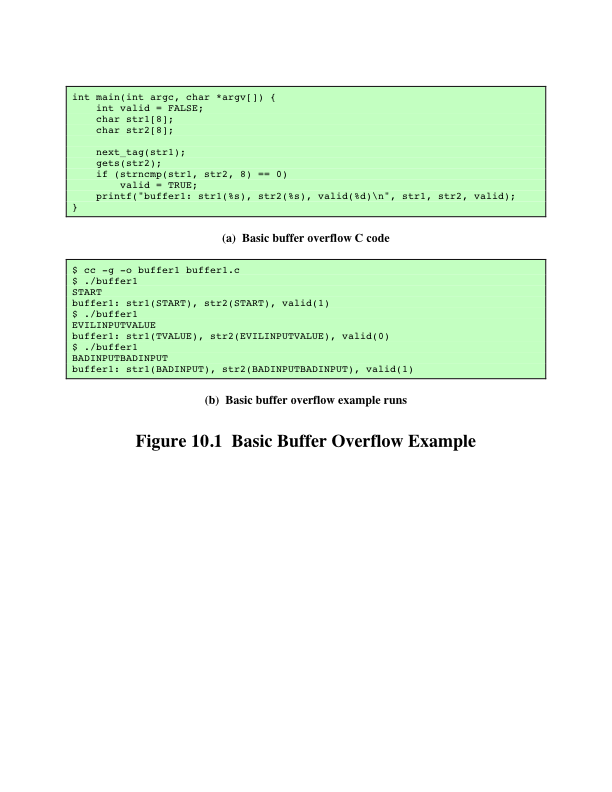 int main(int argc, char *argv[]) {
    int valid = FALSE;
    char str1[8];
    char str2[8];

    next_tag(str1);
    gets(str2);
    if (strncmp(str1, str2, 8) == 0)
        valid = TRUE;
    printf("buffer1: str1(%s), str2(%s), valid(%d)\n", str1, str2, valid);
}
(a) Basic buffer overflow C code
$ cc -g -o buffer1 buffer1.c
$ ./buffer1
START
buffer1: str1(START), str2(START), valid(1)
$ ./buffer1
EVILINPUTVALUE
buffer1: str1(TVALUE), str2(EVILINPUTVALUE), valid(0)
$ ./buffer1
BADINPUTBADINPUT
buffer1: str1(BADINPUT), str2(BADINPUTBADINPUT), valid(1)
(b) Basic buffer overflow example runs
Figure 10.1 Basic Buffer Overflow Example